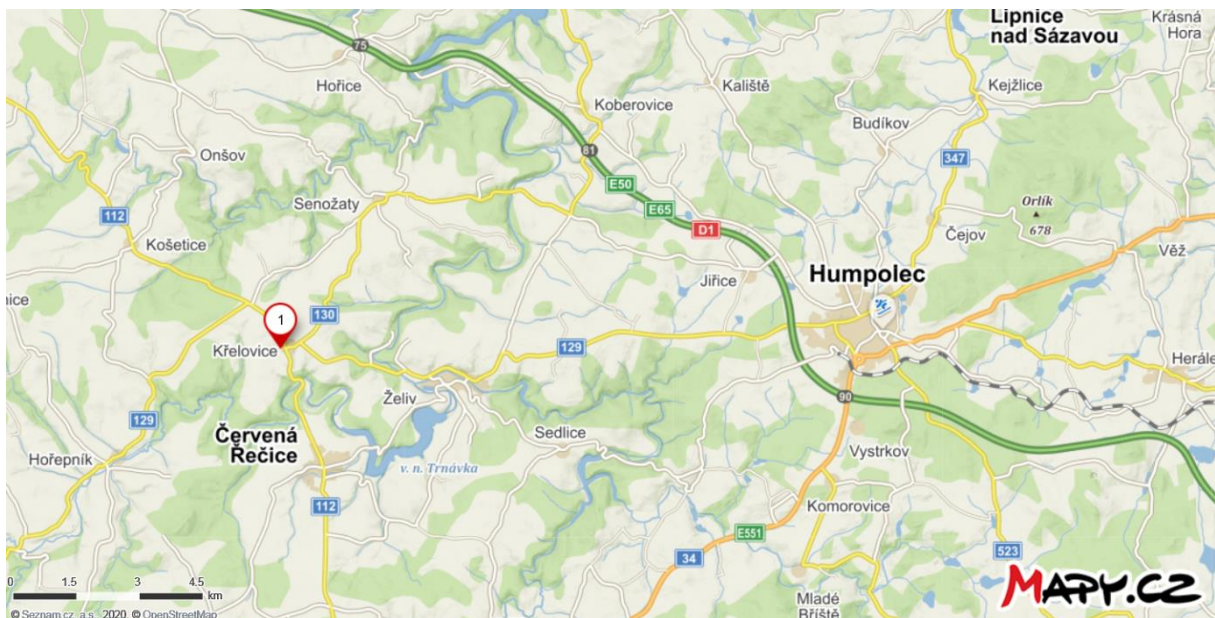 Lipnice
nad Sázavou
Krásná
Hora
75
Hořice
Kaliště
Kejžlice
Koberovice
Budíkov
81
Onšov
347
E50
Senožaty
E65
Orlík
678
112
D1
Čejov
Věž
Košetice
Jiřice
Humpolec
nice
130
1
Křelovice
129
Herále
Želiv
90
129
Červená
Řečice
Sedlice
Hořepník
v. n. Trnávka
Vystrkov
112
Komorovice
E551
34
523
0 1.5 3 4.5
km
Mladé
Bříště
MAPY.CZ
© Seznam.cz, a.s., 2020, © OpenStreetMap